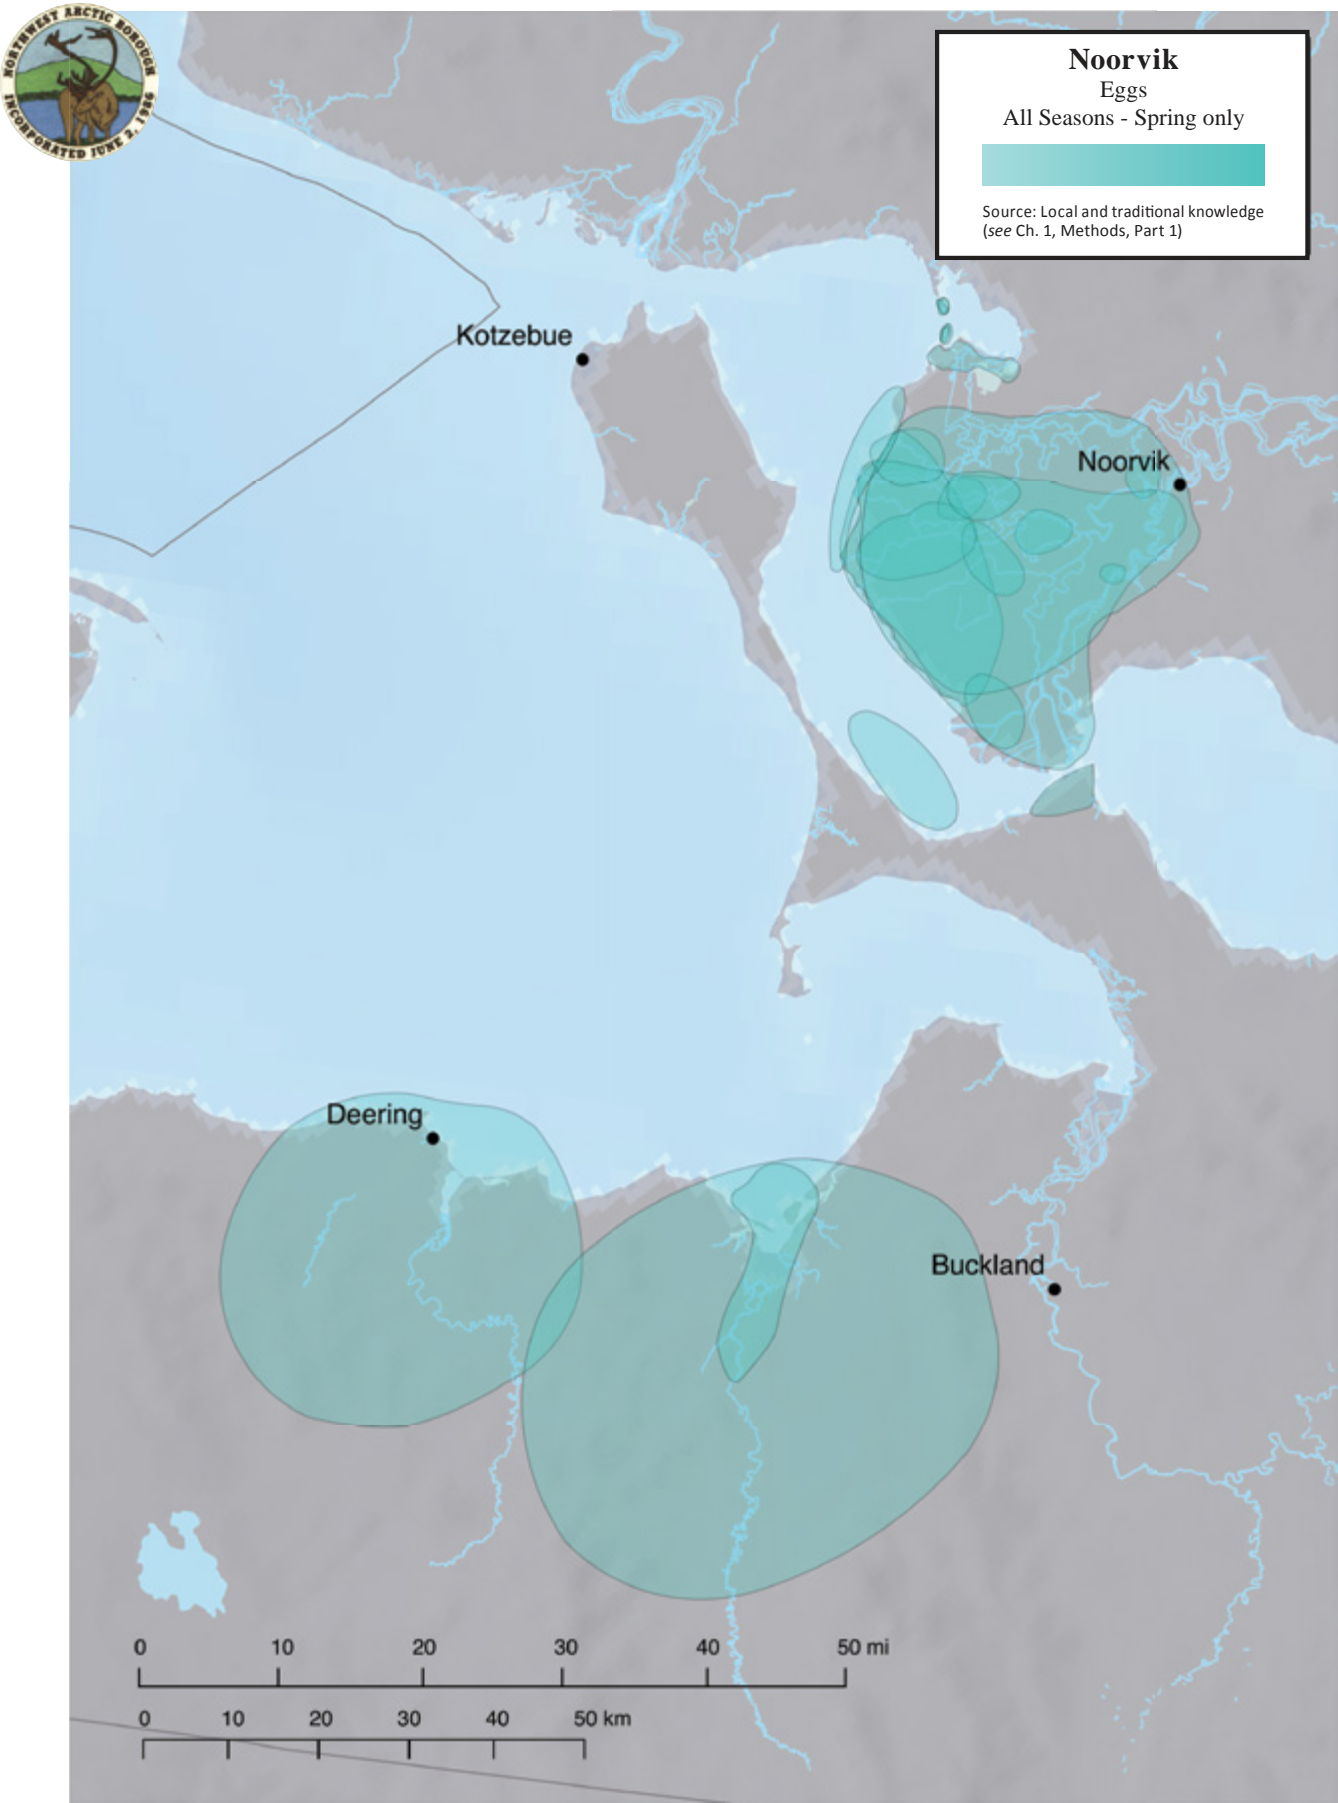 NORTHWEST ARCTIC BOROUGH
INCORPORATED JUNE 2, 1986
Noorvik
Eggs
All Seasons - Spring only
Source: Local and traditional knowledge
(see Ch. 1, Methods, Part 1)
Kotzebue
Noorvik
Deering
Buckland
0 10 20 30 40 50 mi
0 10 20 30 40 50 km